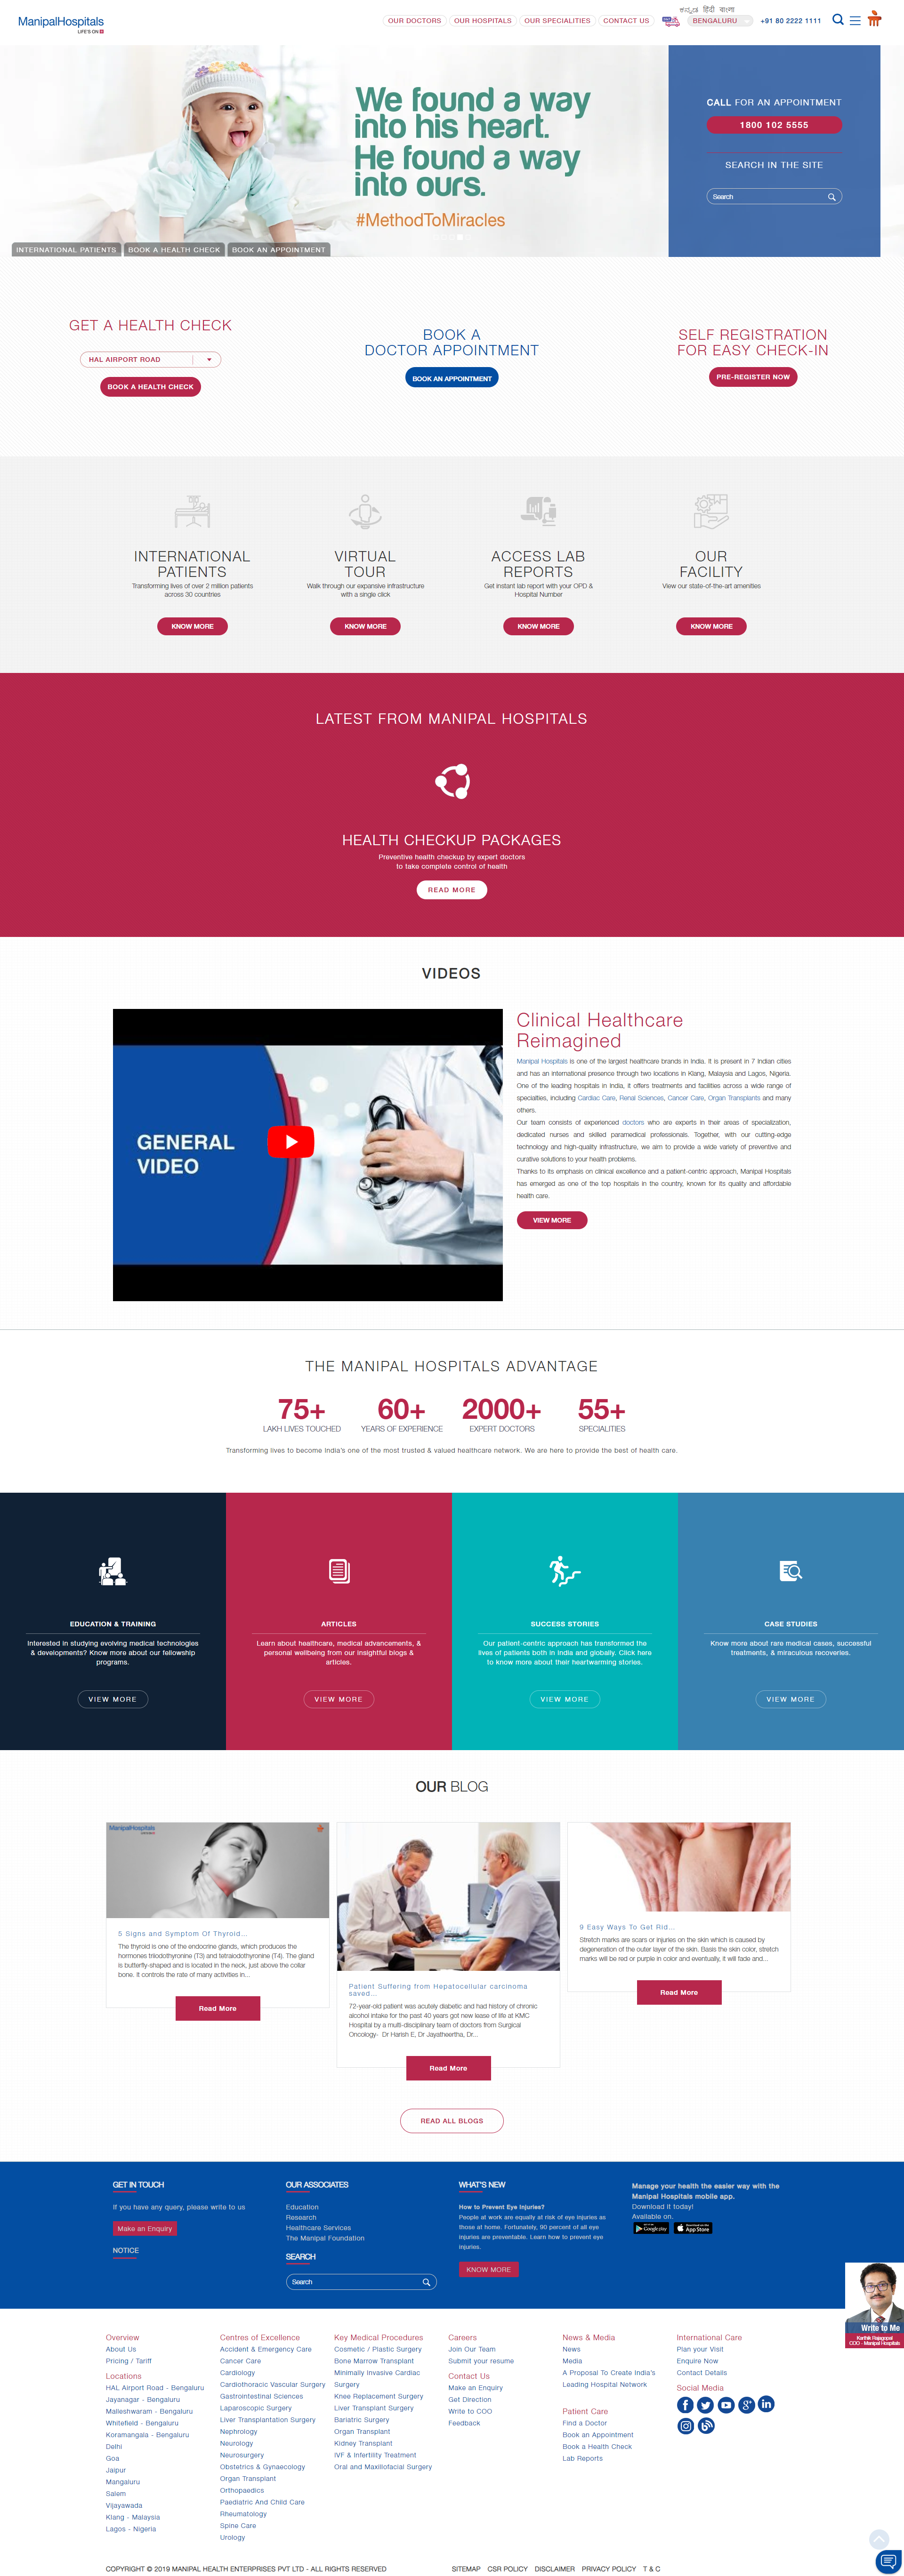 ManipalHospitals
LIFE'S ON
ಕನ್ನಡ हिंदी বাংলা
OUR DOCTORS OUR HOSPITALS OUR SPECIALITIES CONTACT US BENGALURU +91 80 2222 1111
We found a way
into his heart.
He found a way
into ours.
#MethodToMiracles
CALL FOR AN APPOINTMENT
1800 102 5555
SEARCH IN THE SITE
Search
INTERNATIONAL PATIENTS BOOK A HEALTH CHECK BOOK AN APPOINTMENT
GET A HEALTH CHECK
HAL AIRPORT ROAD
BOOK A HEALTH CHECK
BOOK A
DOCTOR APPOINTMENT
BOOK AN APPOINTMENT
SELF REGISTRATION
FOR EASY CHECK-IN
PRE-REGISTER NOW
INTERNATIONAL
PATIENTS
Transforming lives of over 2 million patients
across 30 countries
KNOW MORE
VIRTUAL
TOUR
Walk through our expansive infrastructure
with a single click
KNOW MORE
ACCESS LAB
REPORTS
Get instant lab report with your OPD &
Hospital Number
KNOW MORE
OUR
FACILITY
View our state-of-the-art amenities
KNOW MORE
LATEST FROM MANIPAL HOSPITALS
HEALTH CHECKUP PACKAGES
Preventive health checkup by expert doctors
to take complete control of health
READ MORE
VIDEOS
GENERAL
VIDEO
Clinical Healthcare
Reimagined
Manipal Hospitals is one of the largest healthcare brands in India. It is present in 7 Indian cities
and has an international presence through two locations in Klang, Malaysia and Lagos, Nigeria.
One of the leading hospitals in India, it offers treatments and facilities across a wide range of
specialties, including Cardiac Care, Renal Sciences, Cancer Care, Organ Transplants and many
others.
Our team consists of experienced doctors who are experts in their areas of specialization,
dedicated nurses and skilled paramedical professionals. Together, with our cutting-edge
technology and high-quality infrastructure, we aim to provide a wide variety of preventive and
curative solutions to your health problems.
Thanks to its emphasis on clinical excellence and a patient-centric approach, Manipal Hospitals
has emerged as one of the top hospitals in the country, known for its quality and affordable
health care.
VIEW MORE
THE MANIPAL HOSPITALS ADVANTAGE
75+ 60+ 2000+ 55+
LAKH LIVES TOUCHED YEARS OF EXPERIENCE EXPERT DOCTORS SPECIALITIES
Transforming lives to become India's one of the most trusted & valued healthcare network. We are here to provide the best of health care.
EDUCATION & TRAINING
Interested in studying evolving medical technologies
& developments? Know more about our fellowship
programs.
VIEW MORE
ARTICLES
Learn about healthcare, medical advancements, &
personal wellbeing from our insightful blogs &
articles.
VIEW MORE
SUCCESS STORIES
Our patient-centric approach has transformed the
lives of patients both in India and globally. Click here
to know more about their heartwarming stories.
VIEW MORE
CASE STUDIES
Know more about rare medical cases, successful
treatments, & miraculous recoveries.
VIEW MORE
OUR BLOG
ManipalHospitals
5 Signs and Symptom Of Thyroid...
The thyroid is one of the endocrine glands, which produces the
hormones triiodothyronine (T3) and tetraiodothyronine (T4). The gland
is butterfly-shaped and is located in the neck, just above the collar
bone. It controls the rate of many activities in...
Read More
Patient Suffering from Hepatocellular carcinoma
saved...
72-year-old patient was acutely diabetic and had history of chronic
alcohol intake for the past 40 years got new lease of life at KMC
Hospital by a multi-disciplinary team of doctors from Surgical
Oncology- Dr Harish E, Dr Jayatheertha, Dr...
Read More
9 Easy Ways To Get Rid...
Stretch marks are scars or injuries on the skin which is caused by
degeneration of the outer layer of the skin. Basis the skin color, stretch
marks will be red or purple in color and eventually, it will fade and...
Read More
READ ALL BLOGS
GET IN TOUCH
If you have any query, please write to us
Make an Enquiry
NOTICE
OUR ASSOCIATES
Education
Research
Healthcare Services
The Manipal Foundation
SEARCH
Search
WHAT'S NEW
How to Prevent Eye Injuries?
People at work are equally at risk of eye injuries as
those at home. Fortunately, 90 percent of all eye
injuries are preventable. Learn how to prevent eye
injuries.
KNOW MORE
Manage your health the easier way with the
Manipal Hospitals mobile app.
Download it today!
Available on.
Google play
App Store
Write to Me
Karthik Rajagopal
COO - Manipal Hospitals
Overview
About Us
Pricing / Tariff
Locations
HAL Airport Road - Bengaluru
Jayanagar - Bengaluru
Malleshwaram - Bengaluru
Whitefield - Bengaluru
Koramangala - Bengaluru
Delhi
Goa
Jaipur
Mangaluru
Salem
Vijayawada
Klang - Malaysia
Lagos - Nigeria
Centres of Excellence
Accident & Emergency Care
Cancer Care
Cardiology
Cardiothoracic Vascular Surgery
Gastrointestinal Sciences
Laparoscopic Surgery
Liver Transplantation Surgery
Nephrology
Neurology
Neurosurgery
Obstetrics & Gynaecology
Organ Transplant
Orthopaedics
Paediatric And Child Care
Rheumatology
Spine Care
Urology
Key Medical Procedures
Cosmetic / Plastic Surgery
Bone Marrow Transplant
Minimally Invasive Cardiac
Surgery
Knee Replacement Surgery
Liver Transplant Surgery
Bariatric Surgery
Organ Transplant
Kidney Transplant
IVF & Infertility Treatment
Oral and Maxillofacial Surgery
Careers
Join Our Team
Submit your resume
Contact Us
Make an Enquiry
Get Direction
Write to COO
Feedback
News & Media
News
Media
A Proposal To Create India's
Leading Hospital Network
Patient Care
Find a Doctor
Book an Appointment
Book a Health Check
Lab Reports
International Care
Plan your Visit
Enquire Now
Contact Details
Social Media
COPYRIGHT © 2019 MANIPAL HEALTH ENTERPRISES PVT LTD - ALL RIGHTS RESERVED
SITEMAP CSR POLICY DISCLAIMER PRIVACY POLICY T & C